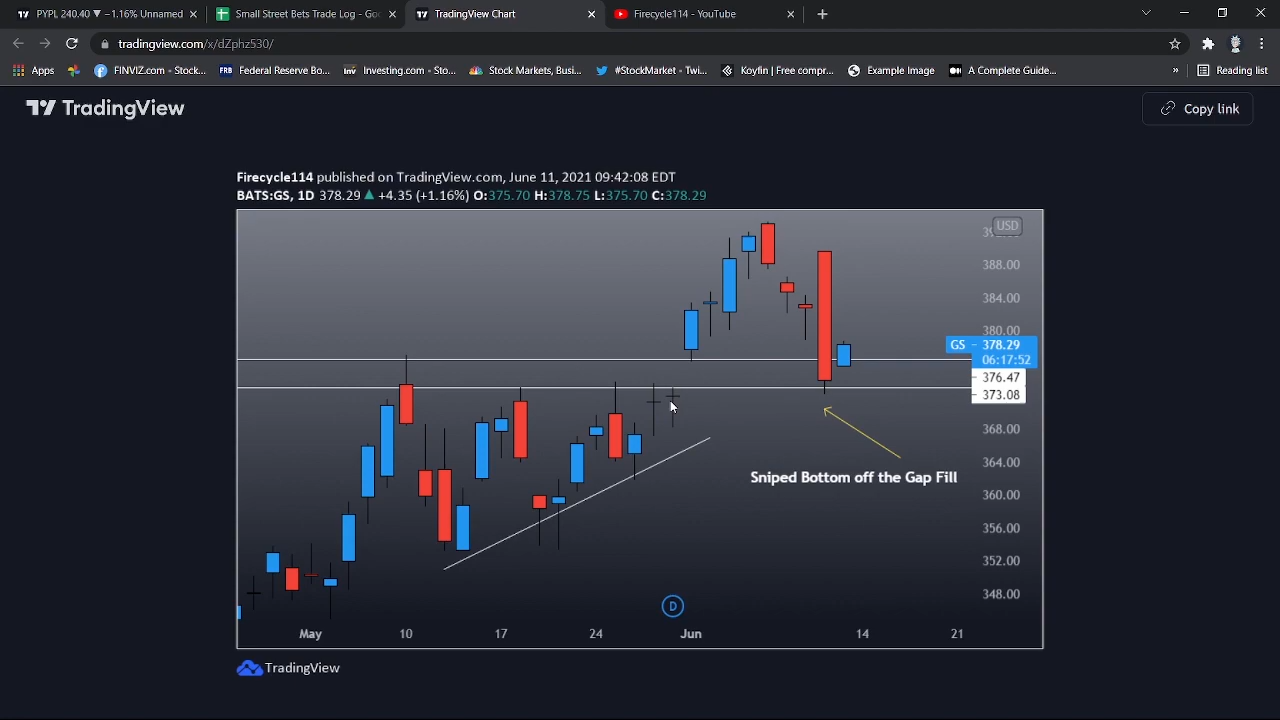 PYPL 240.40 ▼ −1.16% Unnamed
Small Street Bets Trade Log - Goo
TradingView Chart
Firecycle114 - YouTube
tradingview.com/x/dZphz530/
Apps
FINVIZ.com - Stock...
FRB Federal Reserve Bo...
Inv Investing.com - Sto...
Stock Markets, Busi...
#StockMarket - Twi...
Koyfin | Free compr...
Example Image
A Complete Guide...
»
Reading list
TradingView
Copy link
Firecycle114 published on TradingView.com, June 11, 2021 09:42:08 EDT
BATS:GS, 1D 378.29 ▲ +4.35 (+1.16%) O:375.70 H:378.75 L:375.70 C:378.29
USD
388.00
384.00
380.00
GS 378.29
06:17:52
376.47
373.08
368.00
364.00
360.00
356.00
352.00
348.00
Sniped Bottom off the Gap Fill
D
May 10 17 24 Jun 14 21
TradingView